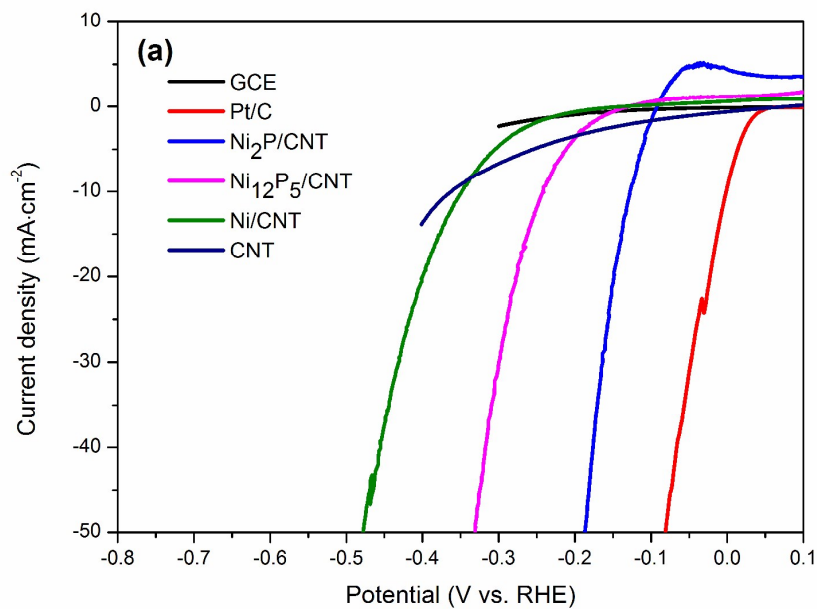 (a)
GCE
Pt/C
Ni₂P/CNT
Ni₁₂P₅/CNT
Ni/CNT
CNT
10
0
-10
-20
-30
-40
-50
Current density (mA·cm⁻²)
-0.8 -0.7 -0.6 -0.5 -0.4 -0.3 -0.2 -0.1 0.0 0.1
Potential (V vs. RHE)